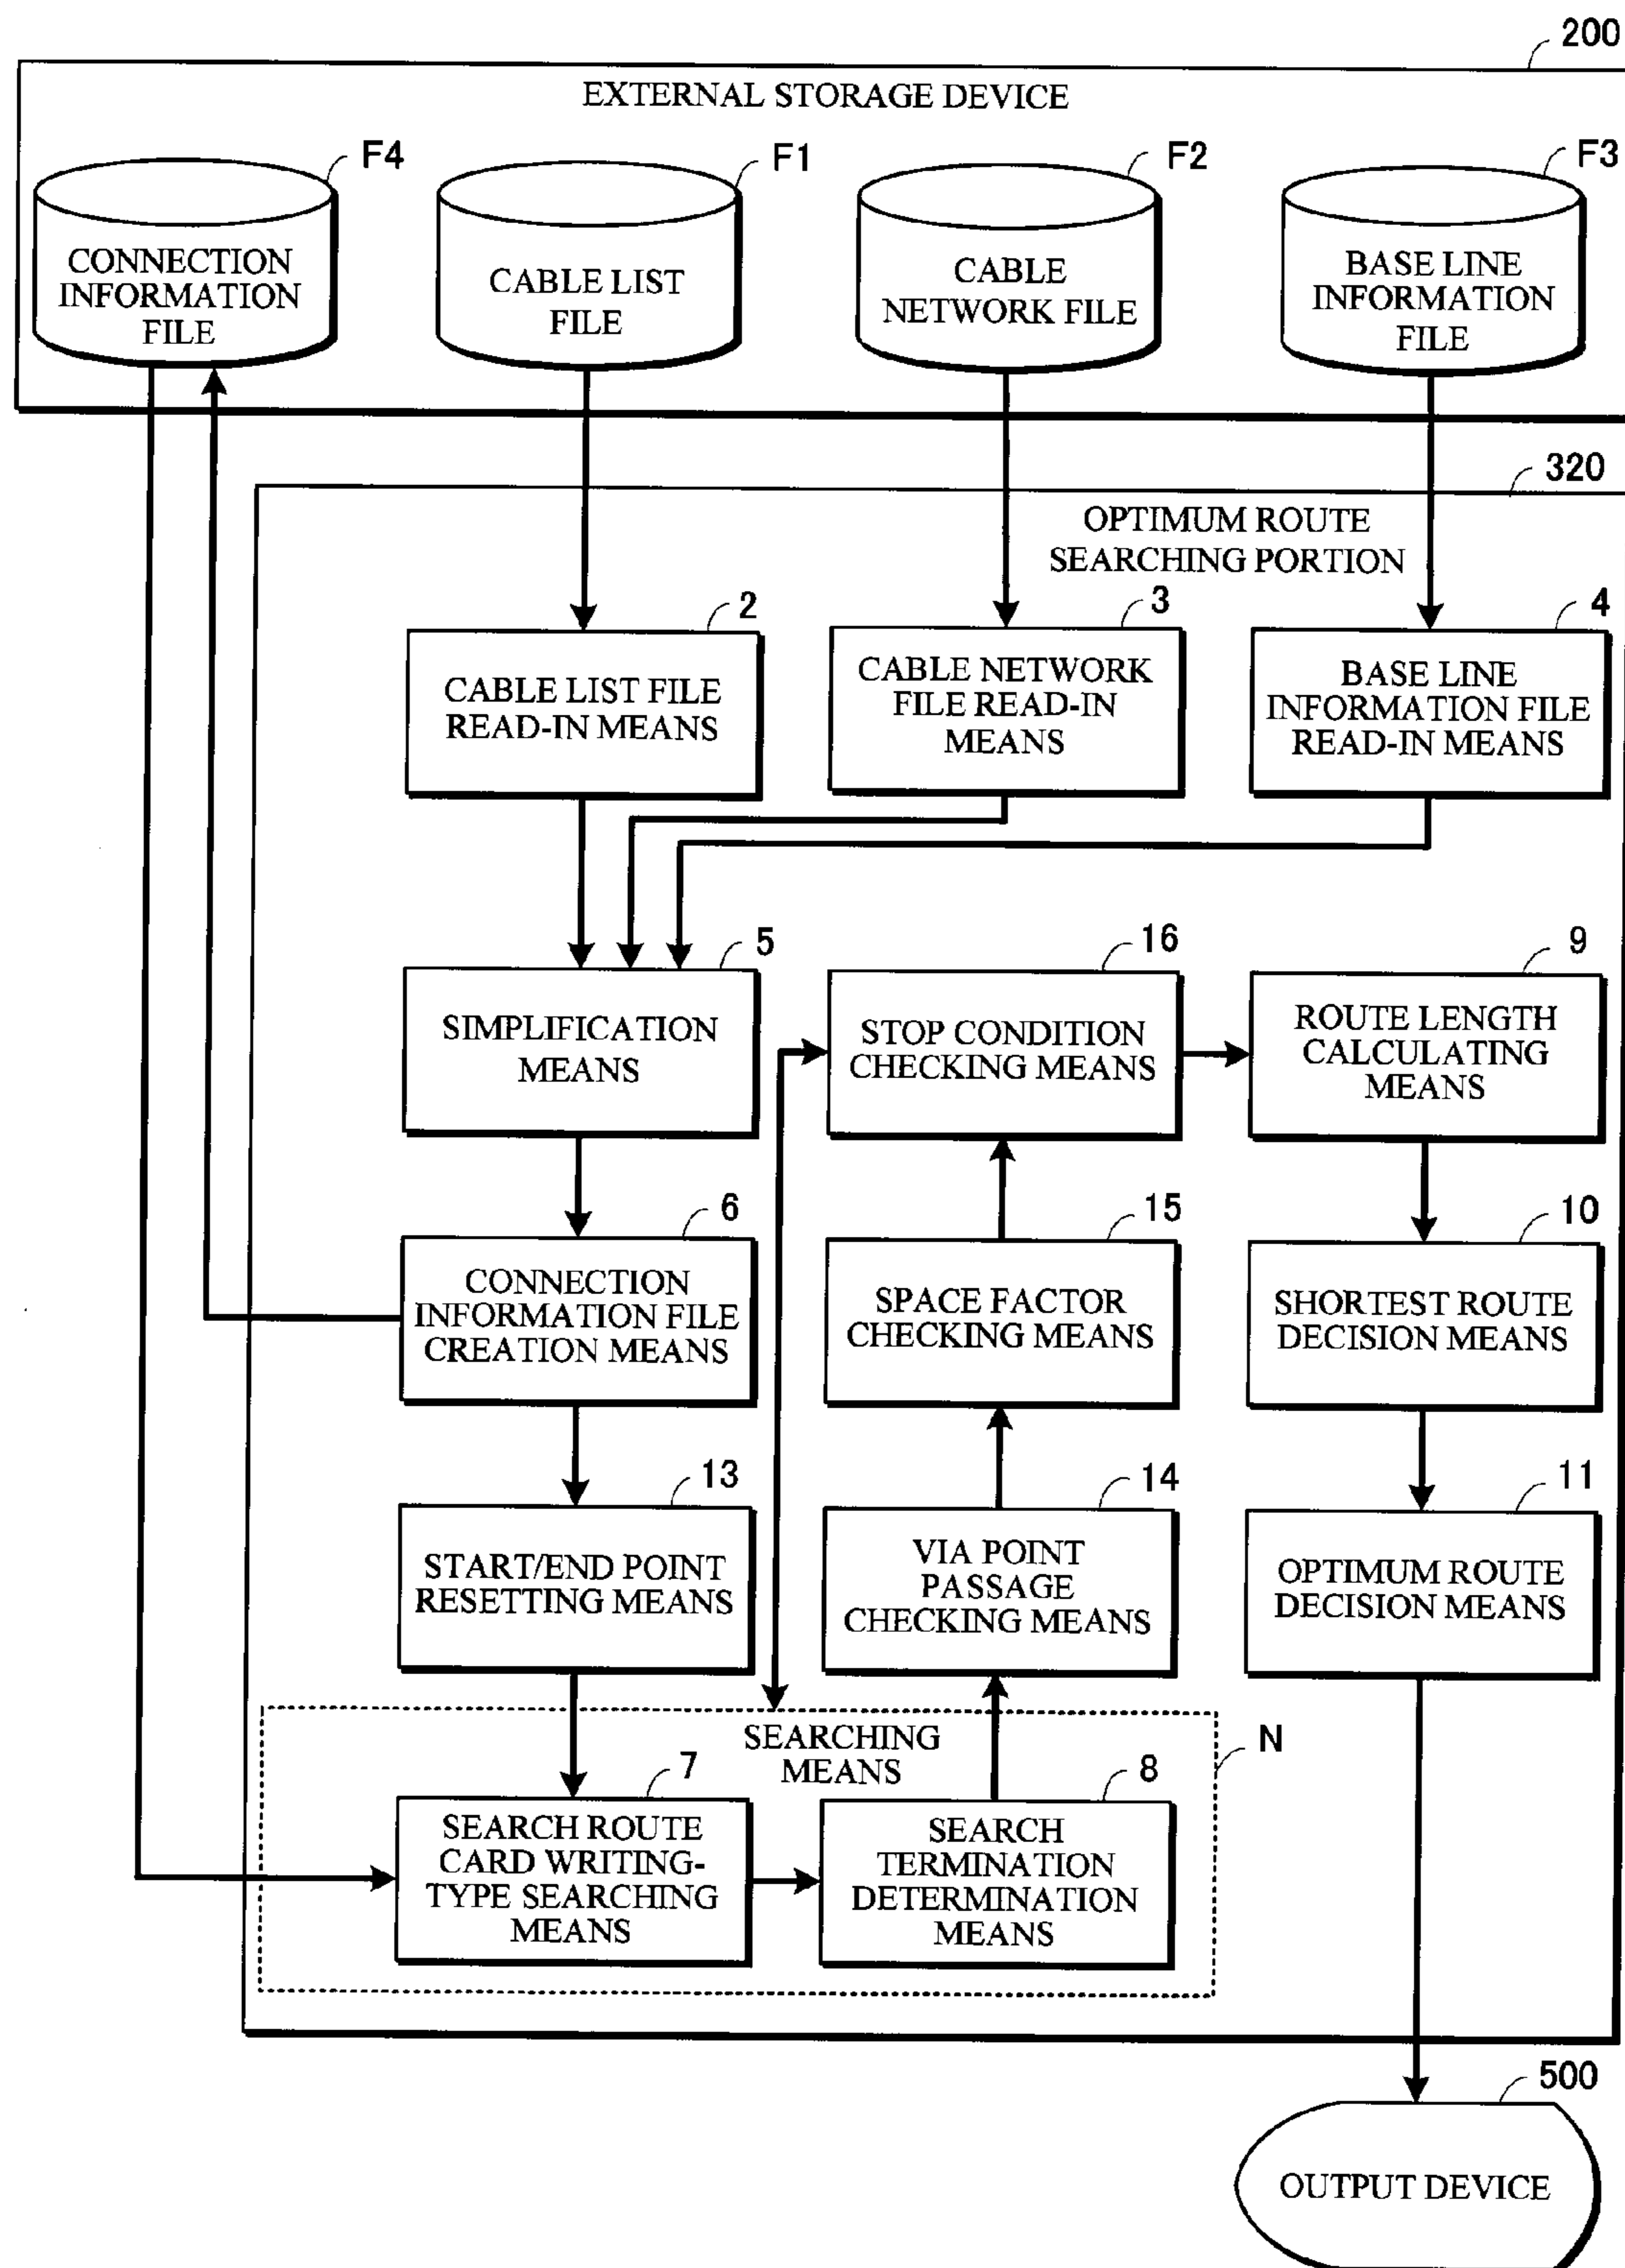 200
EXTERNAL STORAGE DEVICE
F4
F1
F2
F3
CONNECTION
INFORMATION
FILE
CABLE LIST
FILE
CABLE
NETWORK FILE
BASE LINE
INFORMATION
FILE
320
OPTIMUM ROUTE
SEARCHING PORTION
2
3
4
CABLE LIST FILE
READ-IN MEANS
CABLE NETWORK
FILE READ-IN
MEANS
BASE LINE
INFORMATION FILE
READ-IN MEANS
5
16
9
SIMPLIFICATION
MEANS
STOP CONDITION
CHECKING MEANS
ROUTE LENGTH
CALCULATING
MEANS
6
15
10
CONNECTION
INFORMATION FILE
CREATION MEANS
SPACE FACTOR
CHECKING MEANS
SHORTEST ROUTE
DECISION MEANS
13
14
11
START/END POINT
RESETTING MEANS
VIA POINT
PASSAGE
CHECKING MEANS
OPTIMUM ROUTE
DECISION MEANS
SEARCHING
MEANS
N
7
8
SEARCH ROUTE
CARD WRITING-
TYPE SEARCHING
MEANS
SEARCH
TERMINATION
DETERMINATION
MEANS
500
OUTPUT DEVICE